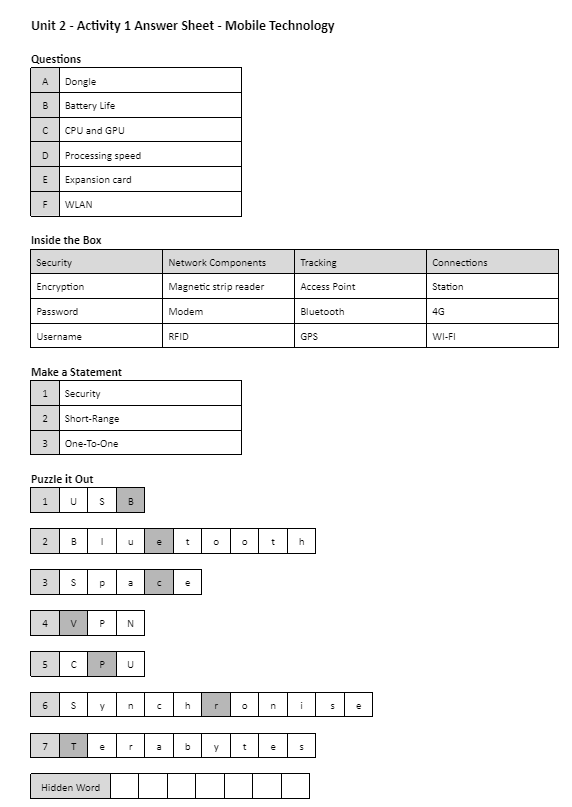 Unit 2 - Activity 1 Answer Sheet - Mobile Technology
Questions
A Dongle
B Battery Life
C CPU and GPU
D Processing speed
E Expansion card
F WLAN
Inside the Box
Security Network Components Tracking Connections
Encryption Magnetic strip reader Access Point Station
Password Modem Bluetooth 4G
Username RFID GPS WI-FI
Make a Statement
1 Security
2 Short-Range
3 One-To-One
Puzzle it Out
1 U S B
2 B l u e t o o t h
3 S p a c e
4 V P N
5 C P U
6 S y n c h r o n i s e
7 T e r a b y t e s
Hidden Word